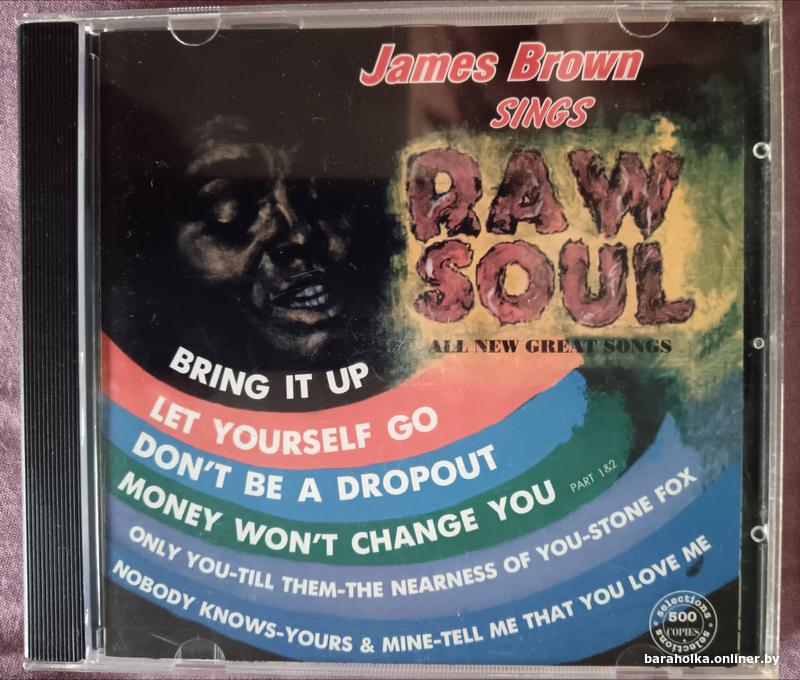 James Brown
SINGS
RAW
SOUL
ALL NEW GREAT SONGS
BRING IT UP
LET YOURSELF GO
DON'T BE A DROPOUT
MONEY WON'T CHANGE YOU PART 1&2
ONLY YOU-TILL THEM-THE NEARNESS OF YOU-STONE FOX
NOBODY KNOWS-YOURS & MINE-TELL ME THAT YOU LOVE ME
selections
500
COPIES
selections
baraholka.onliner.by